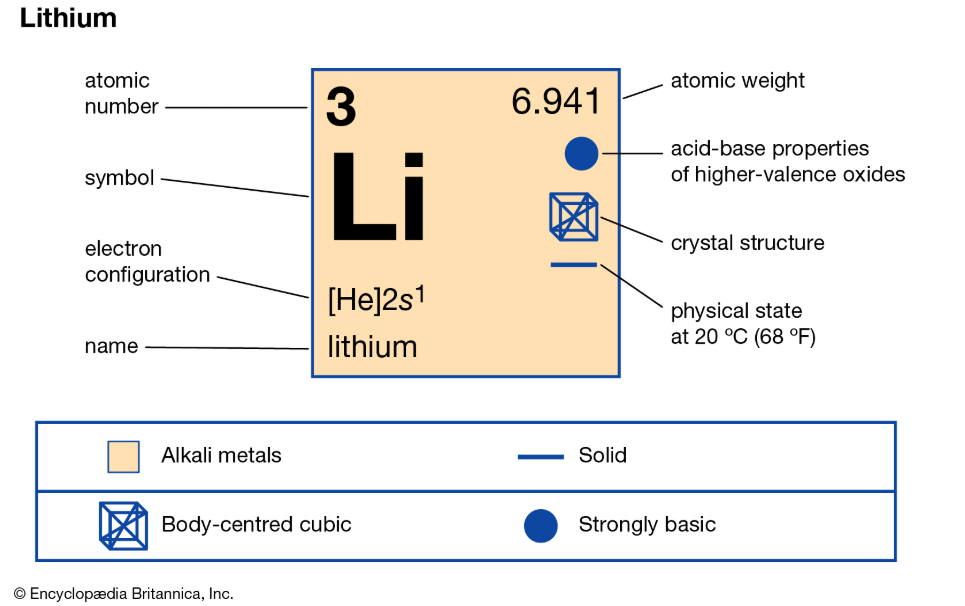 Lithium
atomic
number
symbol
electron
configuration
name
3
6.941
Li
[He]2s¹
lithium
atomic weight
acid-base properties
of higher-valence oxides
crystal structure
physical state
at 20 ºC (68 ºF)
Alkali metals
Solid
Body-centred cubic
Strongly basic
© Encyclopædia Britannica, Inc.